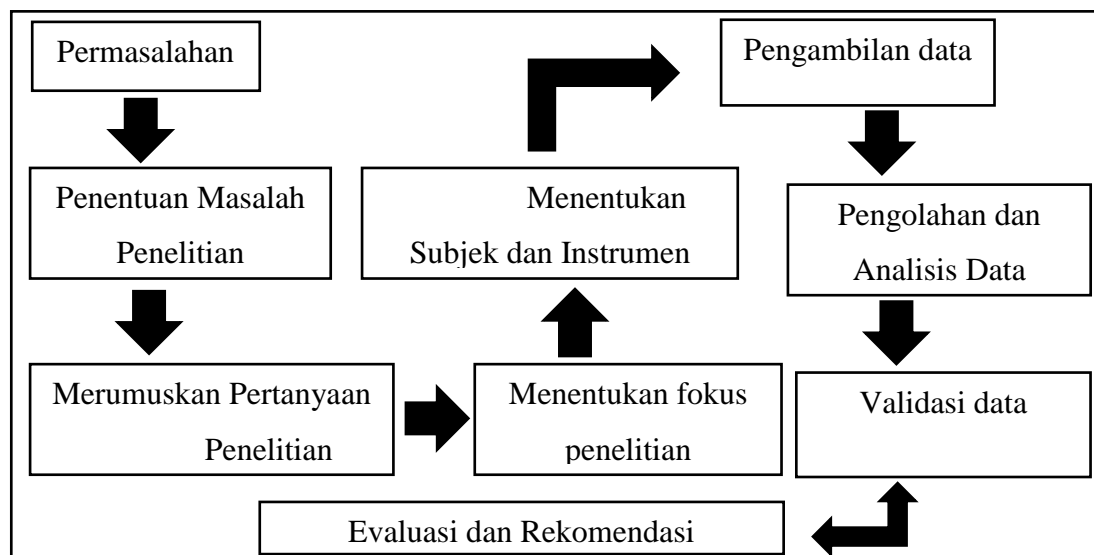 Permasalahan
Penentuan Masalah
Penelitian
Merumuskan Pertanyaan
Penelitian
Menentukan fokus
penelitian
Menentukan
Subjek dan Instrumen
Pengambilan data
Pengolahan dan
Analisis Data
Validasi data
Evaluasi dan Rekomendasi